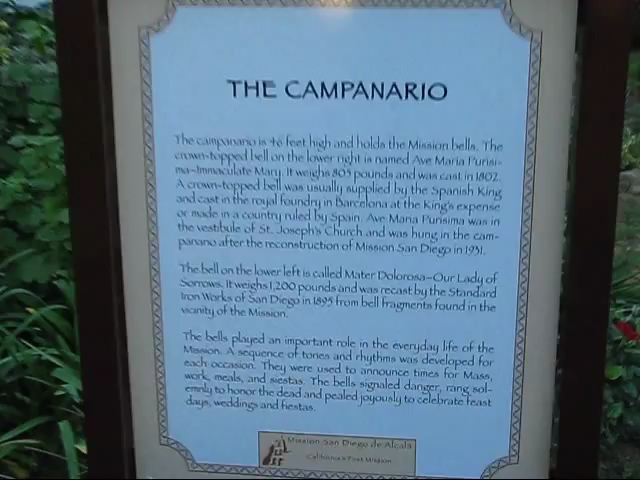 THE CAMPANARIO
The campanario is 46 feet high and holds the Mission bells. The
crown-topped bell on the lower right is named Ave Maria Purisi-
ma–Immaculate Mary. It weighs 805 pounds and was cast in 1802.
A crown-topped bell was usually supplied by the Spanish King
and cast in the royal foundry in Barcelona at the King's expense
or made in a country ruled by Spain. Ave Maria Purisima was in
the vestibule of St. Joseph's Church and was hung in the cam-
panario after the reconstruction of Mission San Diego in 1931.
The bell on the lower left is called Mater Dolorosa–Our Lady of
Sorrows. It weighs 1,200 pounds and was recast by the Standard
Iron Works of San Diego in 1895 from bell fragments found in the
vicinity of the Mission.
The bells played an important role in the everyday life of the
Mission. A sequence of tones and rhythms was developed for
each occasion. They were used to announce times for Mass,
work, meals, and siestas. The bells signaled danger, rang sol-
emnly to honor the dead and pealed joyously to celebrate feast
days, weddings and fiestas.
Mission San Diego de Alcalá
California's First Mission